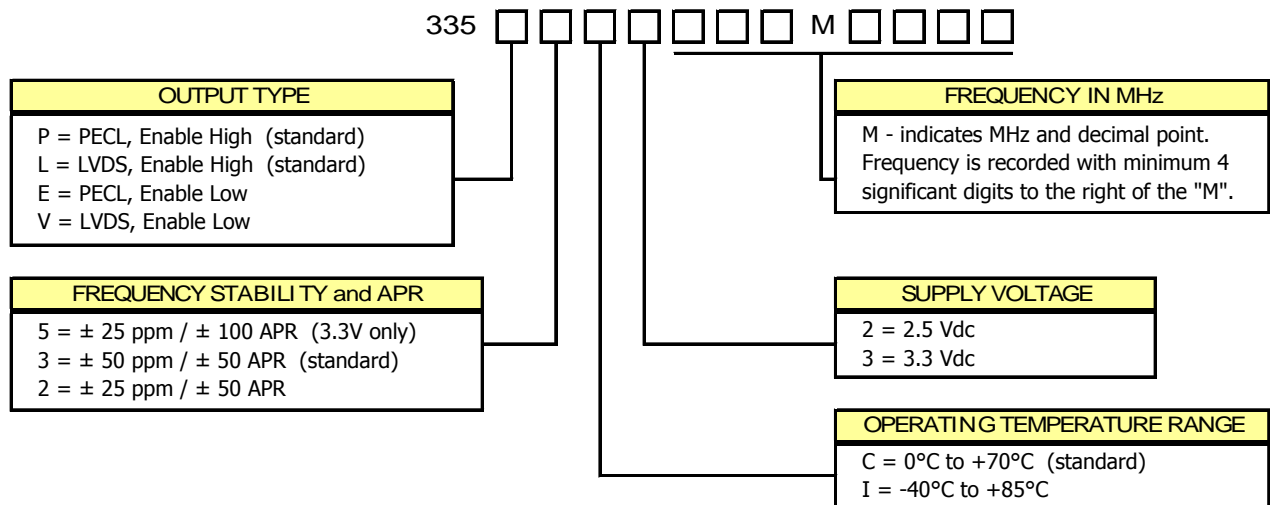 335 M
OUTPUT TYPE
P = PECL, Enable High (standard)
L = LVDS, Enable High (standard)
E = PECL, Enable Low
V = LVDS, Enable Low
FREQUENCY STABILITY and APR
5 = ± 25 ppm / ± 100 APR (3.3V only)
3 = ± 50 ppm / ± 50 APR (standard)
2 = ± 25 ppm / ± 50 APR
FREQUENCY IN MHz
M - indicates MHz and decimal point.
Frequency is recorded with minimum 4
significant digits to the right of the "M".
SUPPLY VOLTAGE
2 = 2.5 Vdc
3 = 3.3 Vdc
OPERATING TEMPERATURE RANGE
C = 0°C to +70°C (standard)
I = -40°C to +85°C